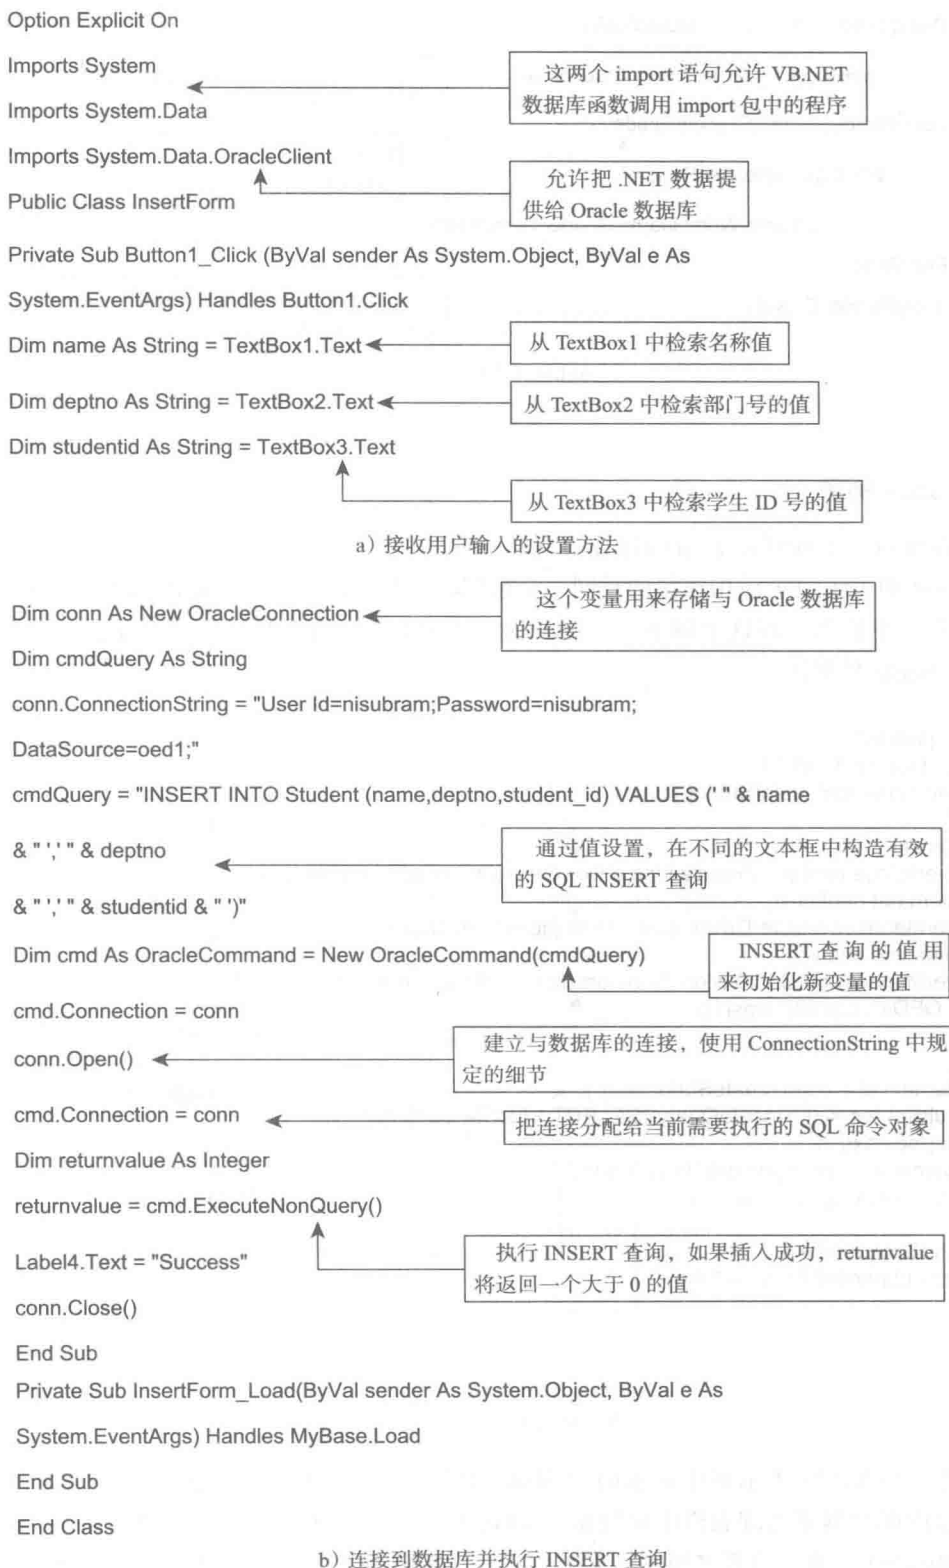 Option Explicit On
Imports System
这两个 import 语句允许 VB.NET
数据库函数调用 import 包中的程序
Imports System.Data
Imports System.Data.OracleClient
允许把 .NET 数据提
供给 Oracle 数据库
Public Class InsertForm
Private Sub Button1_Click (ByVal sender As System.Object, ByVal e As
System.EventArgs) Handles Button1.Click
Dim name As String = TextBox1.Text
从 TextBox1 中检索名称值
Dim deptno As String = TextBox2.Text
从 TextBox2 中检索部门号的值
Dim studentid As String = TextBox3.Text
从 TextBox3 中检索学生 ID 号的值
a）接收用户输入的设置方法
Dim conn As New OracleConnection
这个变量用来存储与 Oracle 数据库
的连接
Dim cmdQuery As String
conn.ConnectionString = "User Id=nisubram;Password=nisubram;
DataSource=oed1;"
cmdQuery = "INSERT INTO Student (name,deptno,student_id) VALUES (' " & name
& " ',' " & deptno
通过值设置，在不同的文本框中构造有效
的 SQL INSERT 查询
& " ',' " & studentid & " ')"
Dim cmd As OracleCommand = New OracleCommand(cmdQuery)
INSERT 查询的值用
来初始化新变量的值
cmd.Connection = conn
conn.Open()
建立与数据库的连接，使用 ConnectionString 中规
定的细节
cmd.Connection = conn
把连接分配给当前需要执行的 SQL 命令对象
Dim returnvalue As Integer
returnvalue = cmd.ExecuteNonQuery()
执行 INSERT 查询，如果插入成功，returnvalue
将返回一个大于 0 的值
Label4.Text = "Success"
conn.Close()
End Sub
Private Sub InsertForm_Load(ByVal sender As System.Object, ByVal e As
System.EventArgs) Handles MyBase.Load
End Sub
End Class
b）连接到数据库并执行 INSERT 查询